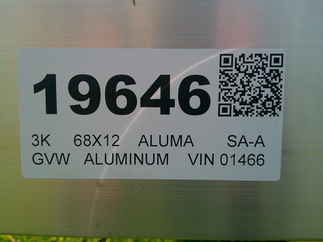 19646
3K 68X12 ALUMA SA-A
GVW ALUMINUM VIN 01466